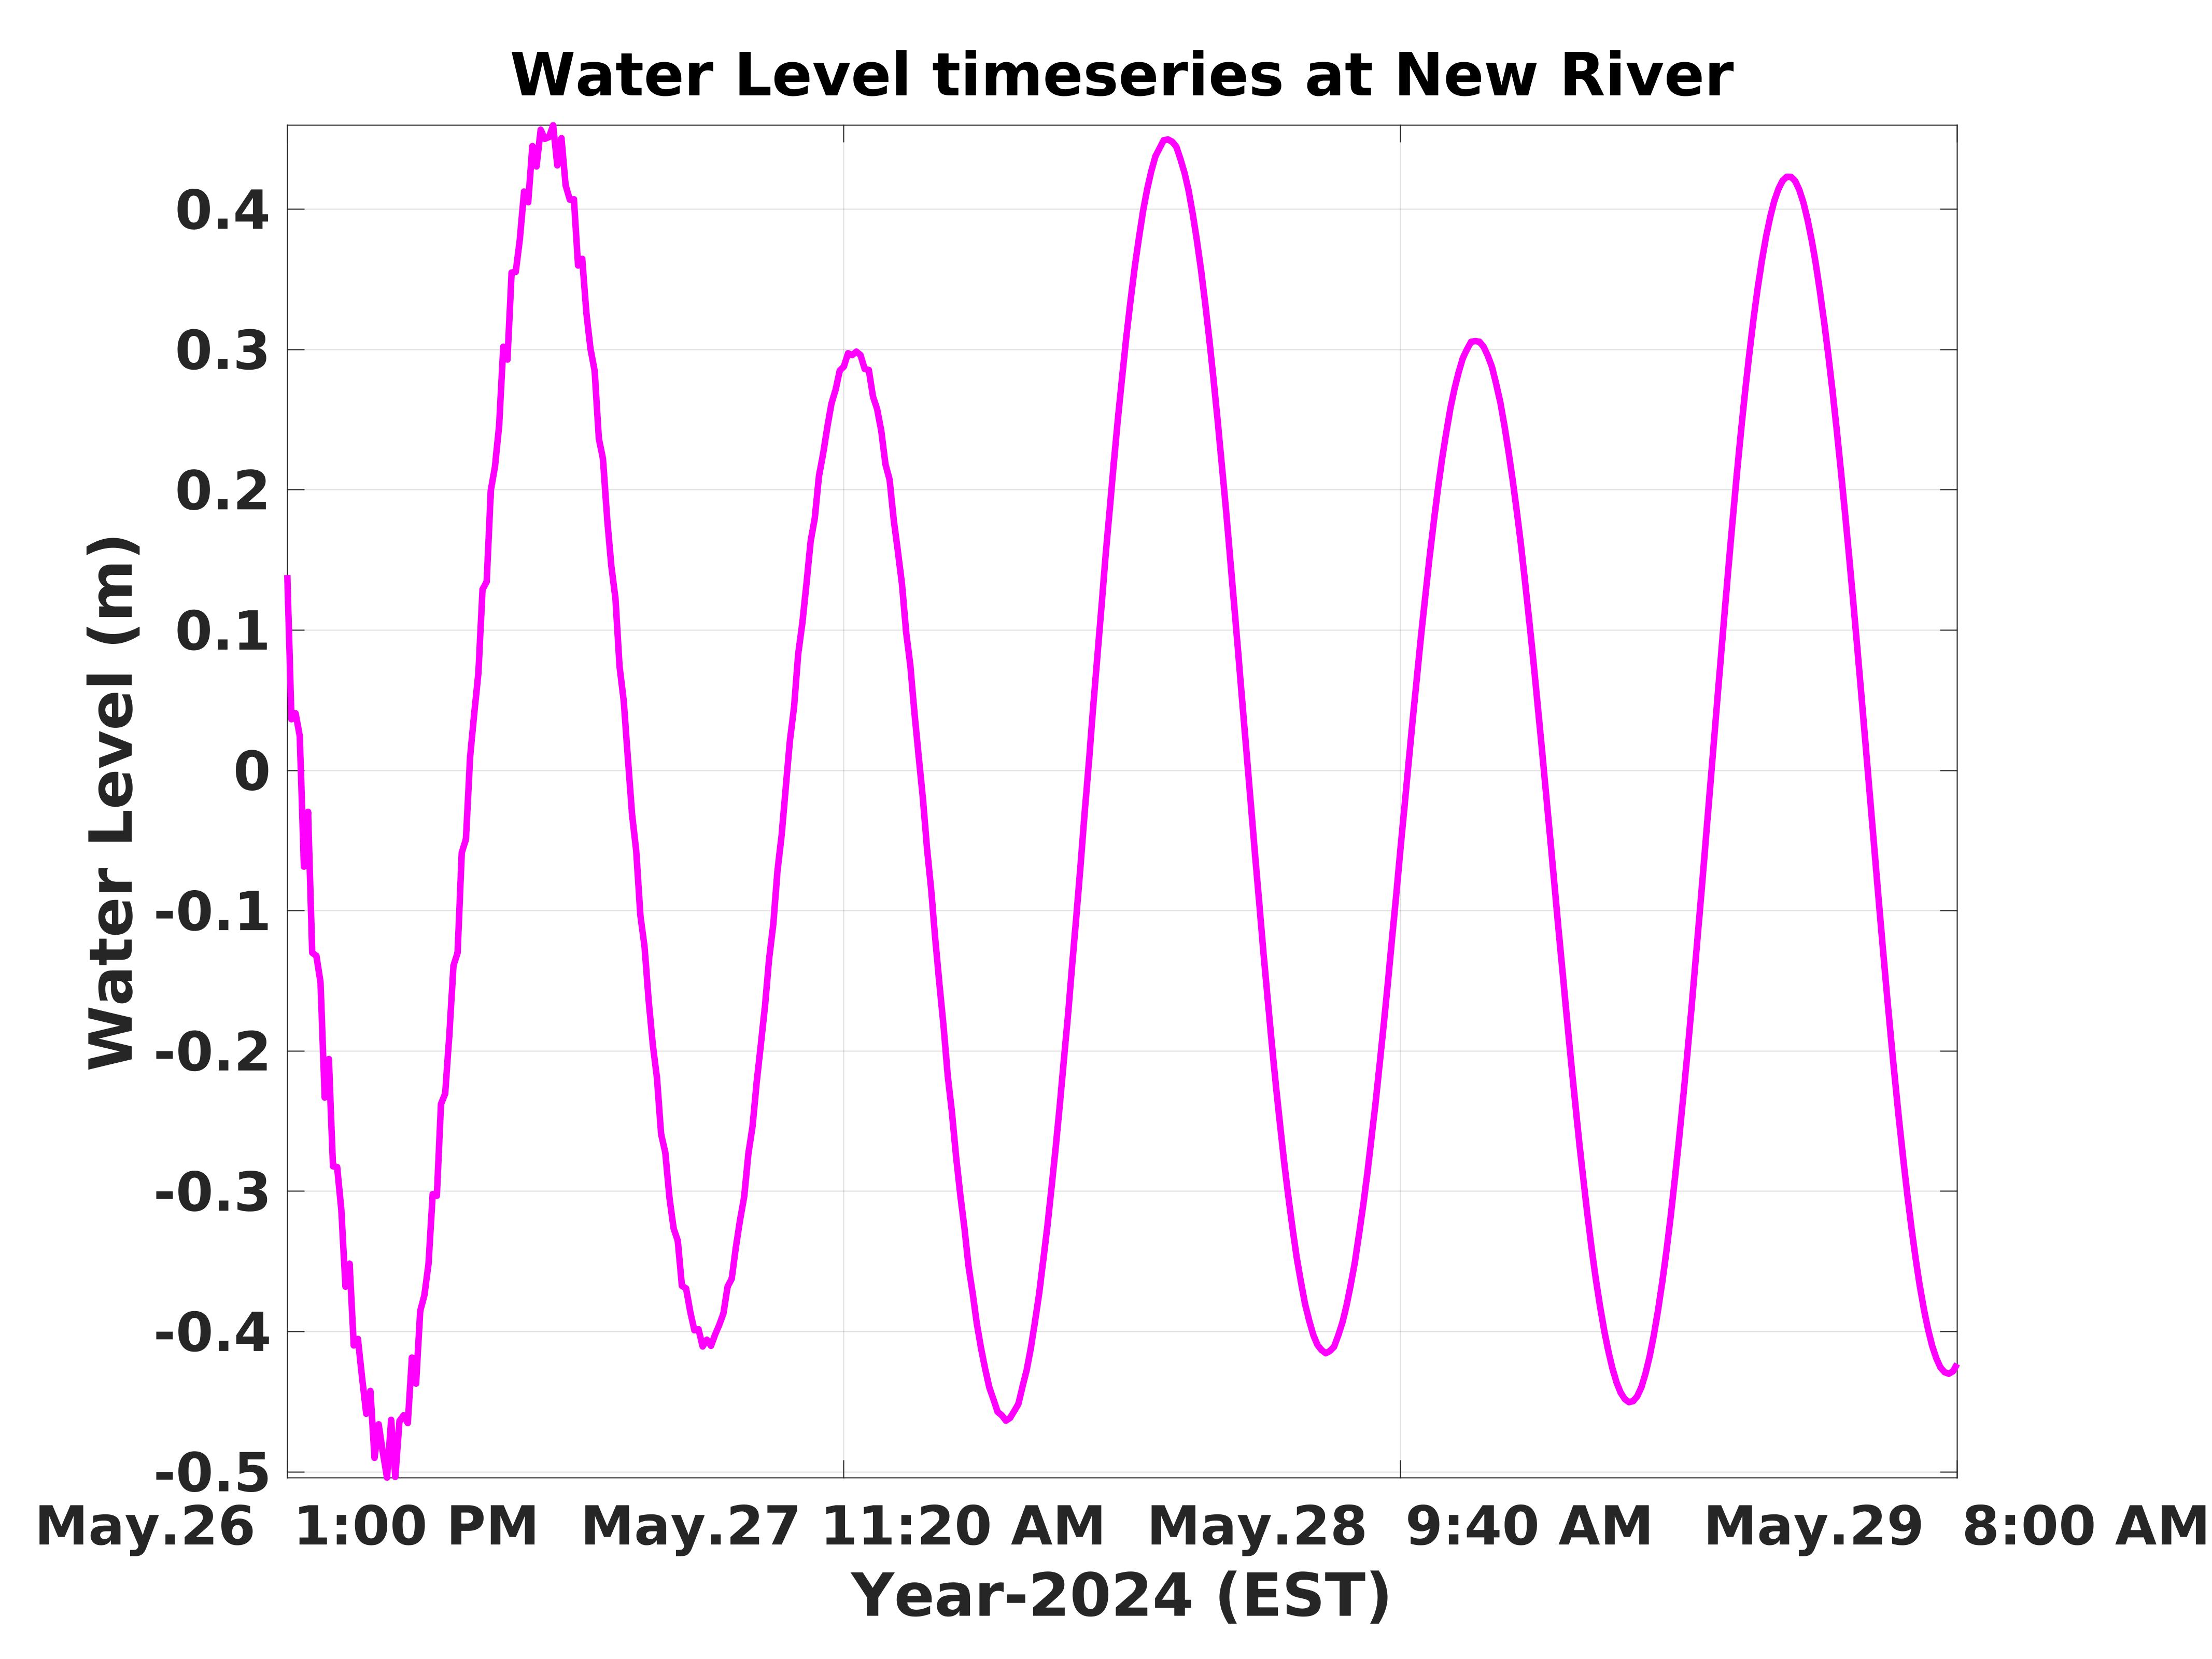 Water Level timeseries at New River
Water Level (m)
0.4
0.3
0.2
0.1
0
-0.1
-0.2
-0.3
-0.4
-0.5
May.26 1:00 PM May.27 11:20 AM May.28 9:40 AM May.29 8:00 AM
Year-2024 (EST)